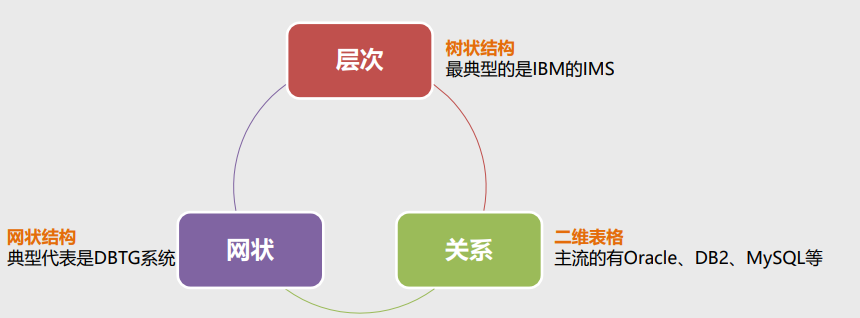 层次
树状结构
最典型的是IBM的IMS
网状结构
典型代表是DBTG系统
网状
关系
二维表格
主流的有Oracle、DB2、MySQL等